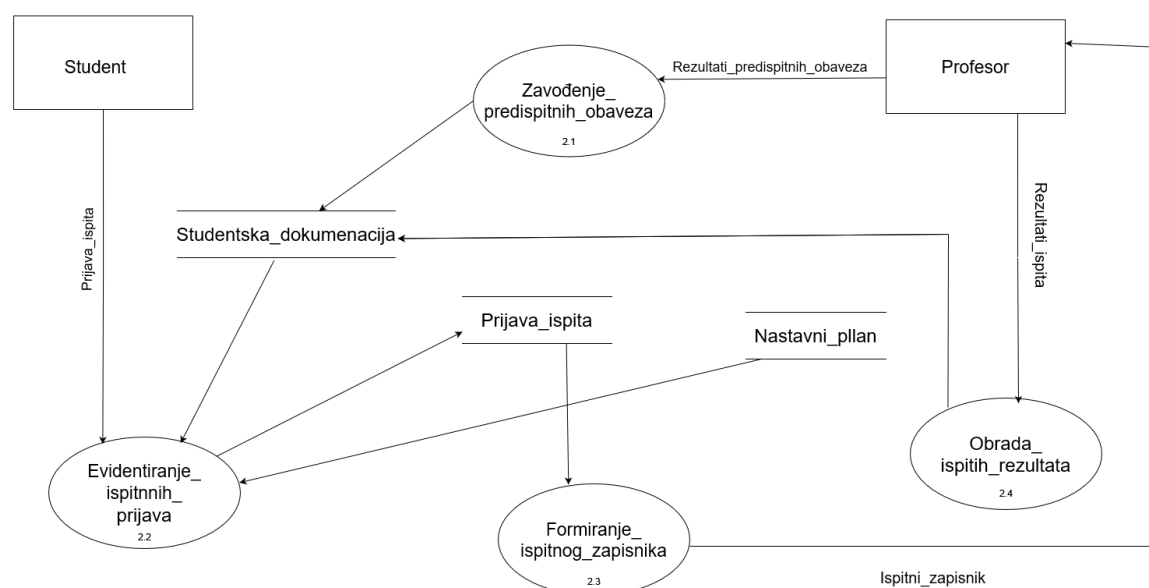 Student
Profesor
Rezultati_predispitnih_obaveza
Zavođenje_
predispitnih_obaveza
2.1
Prijava_ispita
Rezultati_ispita
Studentska_dokumenacija
Prijava_ispita
Nastavni_pllan
Evidentiranje_
ispitnnih_
prijava
2.2
Obrada_
ispitih_rezultata
2.4
Formiranje_
ispitnog_zapisnika
2.3
Ispitni_zapisnik